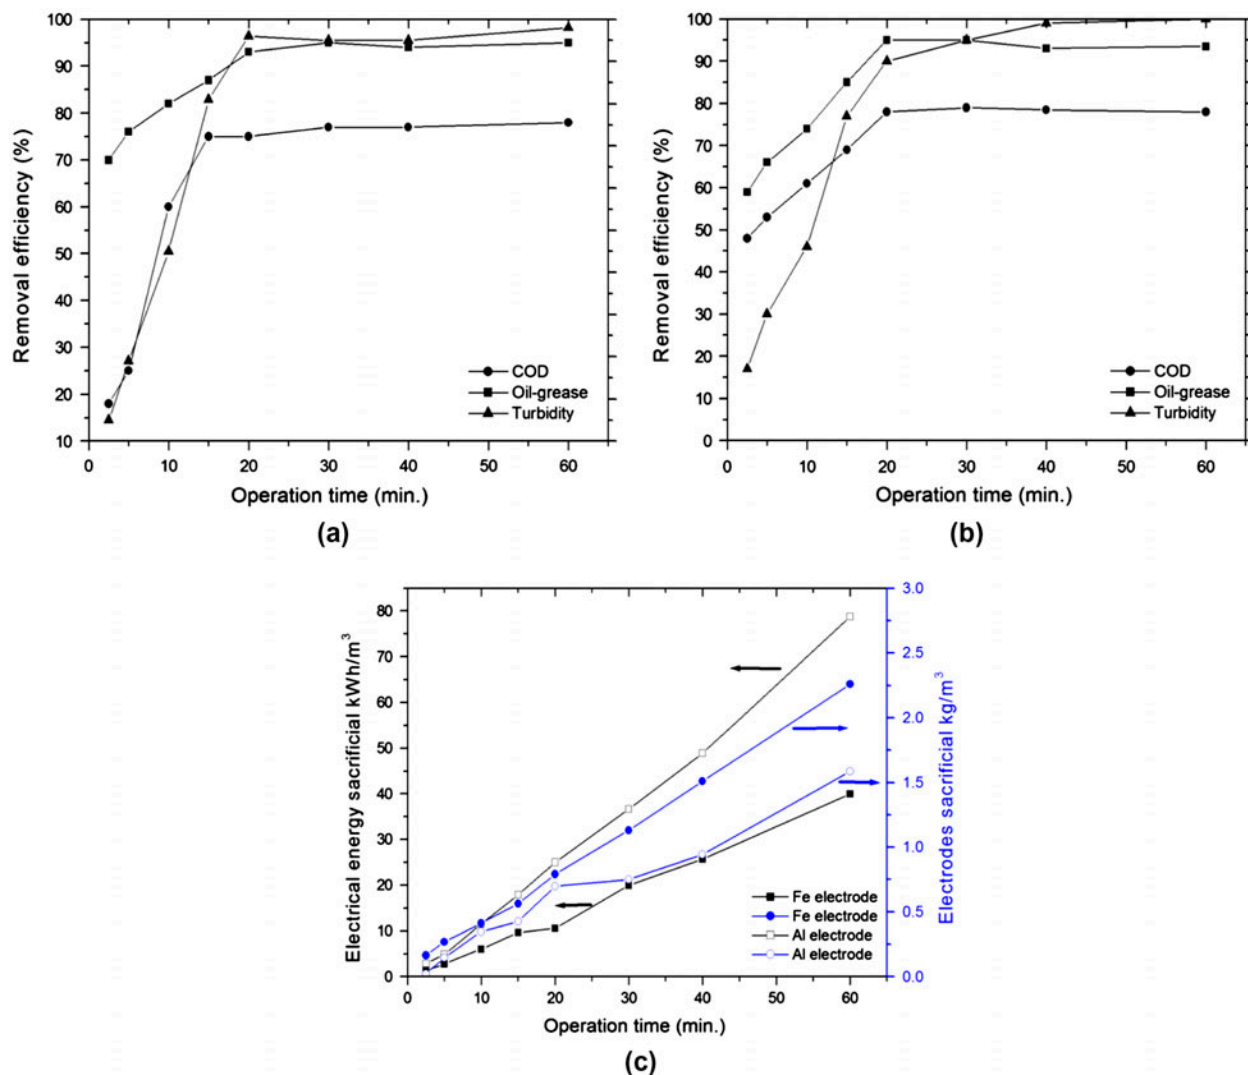 100
90
80
70
60
50
40
30
20
10
Removal efficiency (%)
COD
Oil-grease
Turbidity
0 10 20 30 40 50 60
Operation time (min.)
(a)
100
90
80
70
60
50
40
30
20
10
0
Removal efficiency (%)
COD
Oil-grease
Turbidity
0 10 20 30 40 50 60
Operation time (min.)
(b)
80
70
60
50
40
30
20
10
0
Electrical energy sacrificial kWh/m³
3.0
2.5
2.0
1.5
1.0
0.5
0.0
Electrodes sacrificial kg/m³
Fe electrode
Fe electrode
Al electrode
Al electrode
0 10 20 30 40 50 60
Operation time (min.)
(c)